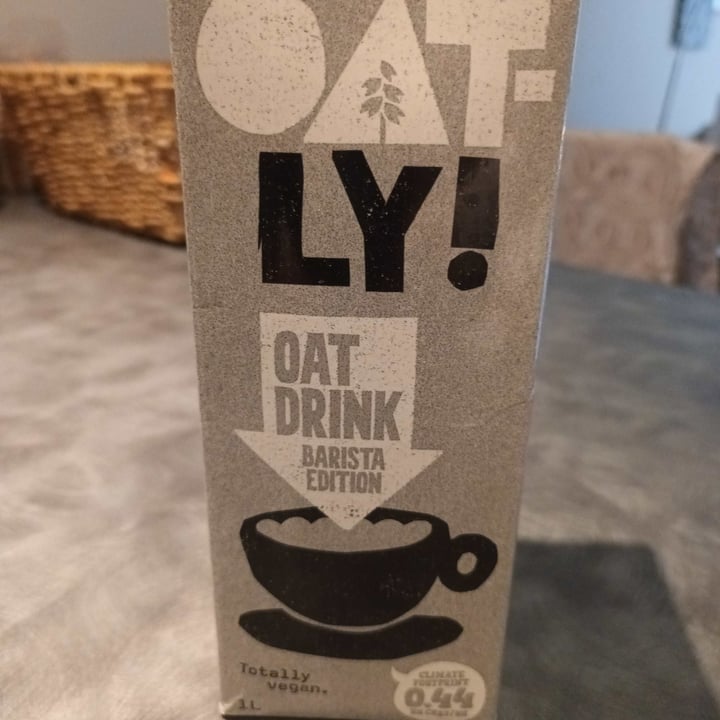 OAT-
LY!
OAT
DRINK
BARISTA
EDITION
Totally
vegan.
1L
CLIMATE
FOOTPRINT
0.44